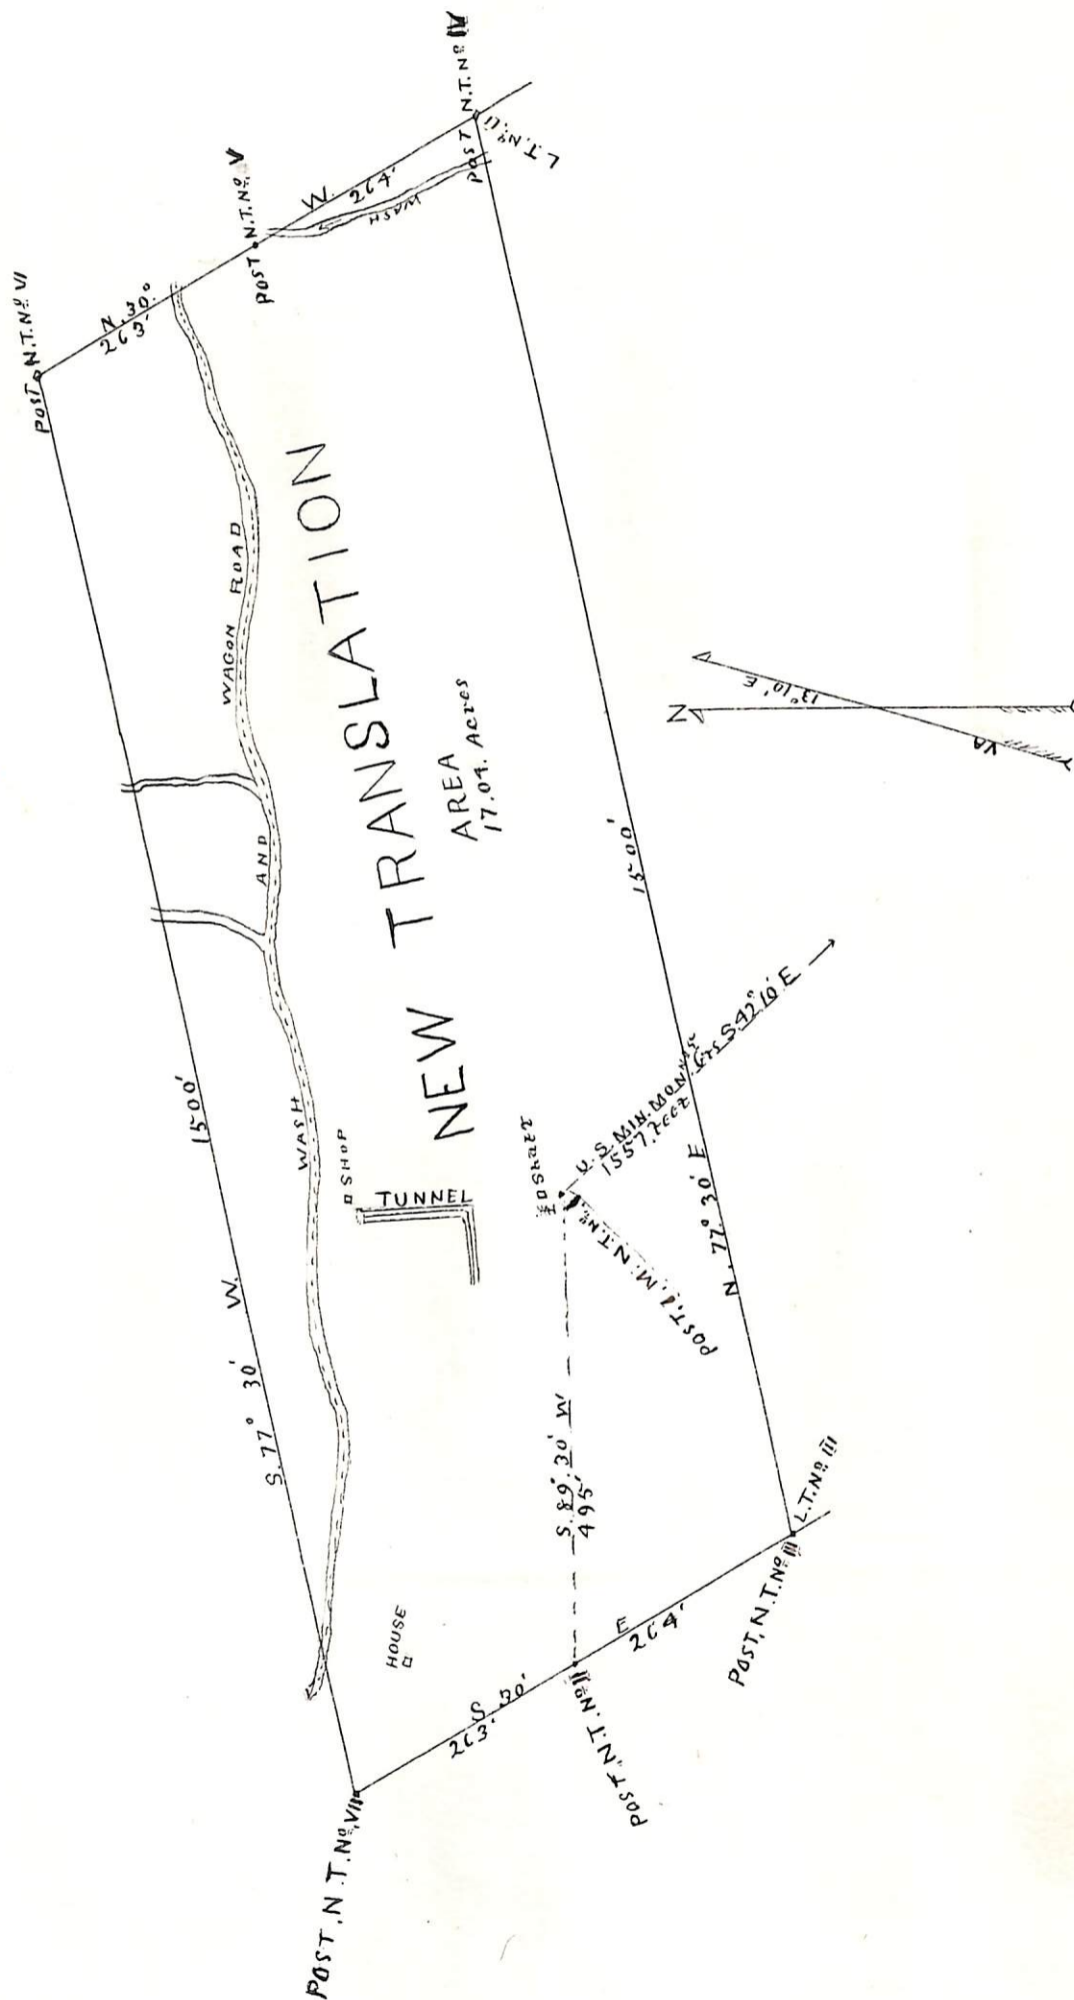 POST N.T. Nº VI
N. 30°
263'
POST N.T. Nº V
W.
264'
WASH
POST N.T. Nº IV
L.T. Nº II
1500'
S. 77° 30' W.
WASH AND WAGON ROAD
NEW TRANSLATION
AREA
17.04. Acres
SHOP
TUNNEL
Shaft
U.S. MIN. MON
1557.7 feet
S 42° 10' E
POST, N.T. Nº VII
HOUSE
S. 30' E
263'
264'
POST, N.T. Nº II
S. 89° 30' W
495'
POST, 1, M. N.T. Nº 1
POST, N.T. Nº III
L.T. Nº III
N. 77° 30' E
1500'
N
13° 10' E
VA